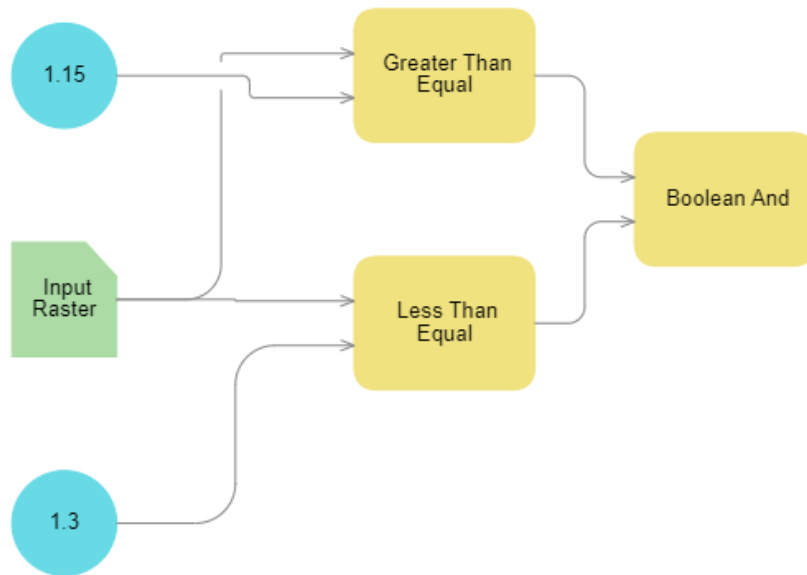 1.15
Greater Than
Equal
Boolean And
Input
Raster
Less Than
Equal
1.3